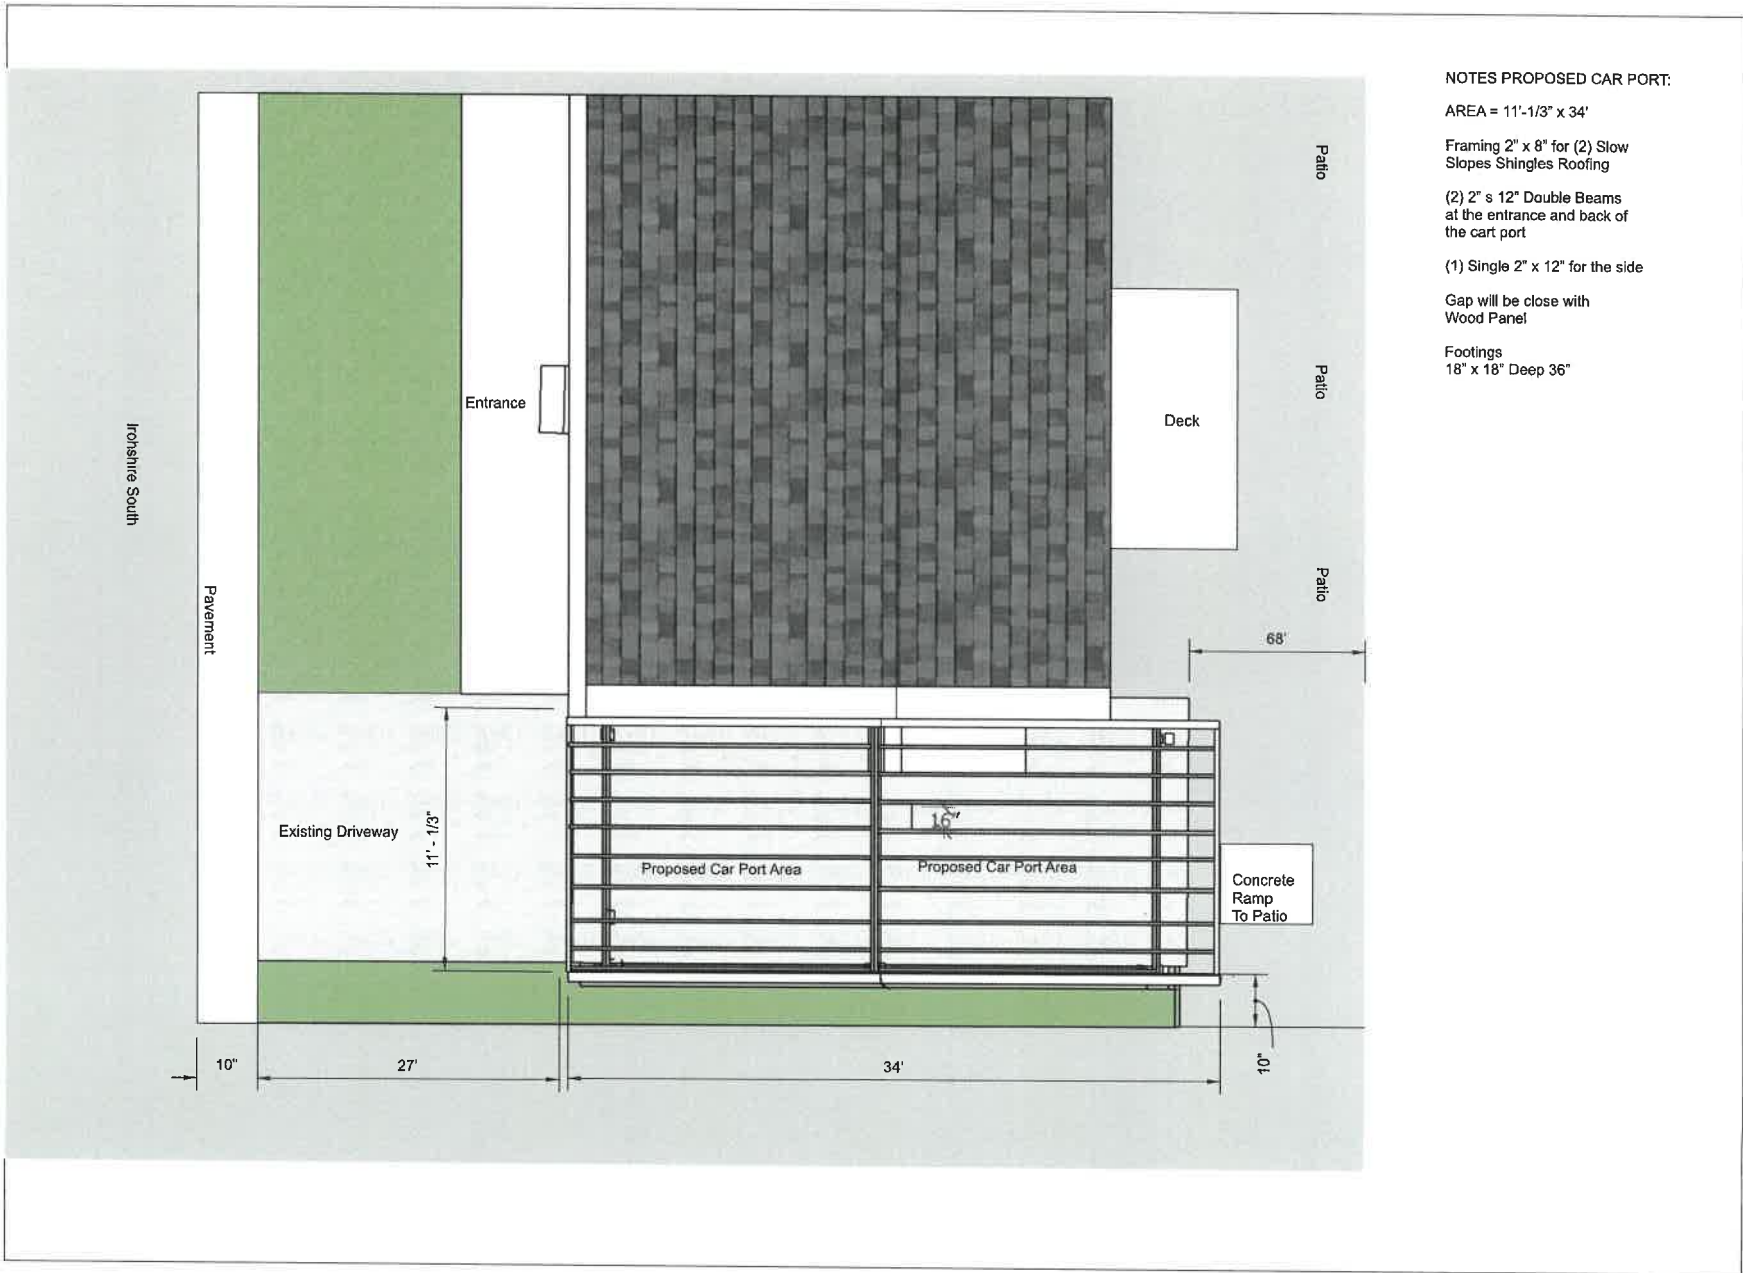 NOTES PROPOSED CAR PORT:
AREA = 11'-1/3" x 34'
Framing 2" x 8" for (2) Slow
Slopes Shingles Roofing
(2) 2" s 12" Double Beams
at the entrance and back of
the cart port
(1) Single 2" x 12" for the side
Gap will be close with
Wood Panel
Footings
18" x 18" Deep 36"
Patio
Patio
Patio
Entrance
Deck
Irohshire South
Pavement
68'
Existing Driveway
11' - 1/3"
16"
Proposed Car Port Area
Proposed Car Port Area
Concrete
Ramp
To Patio
10"
27'
34'
10"